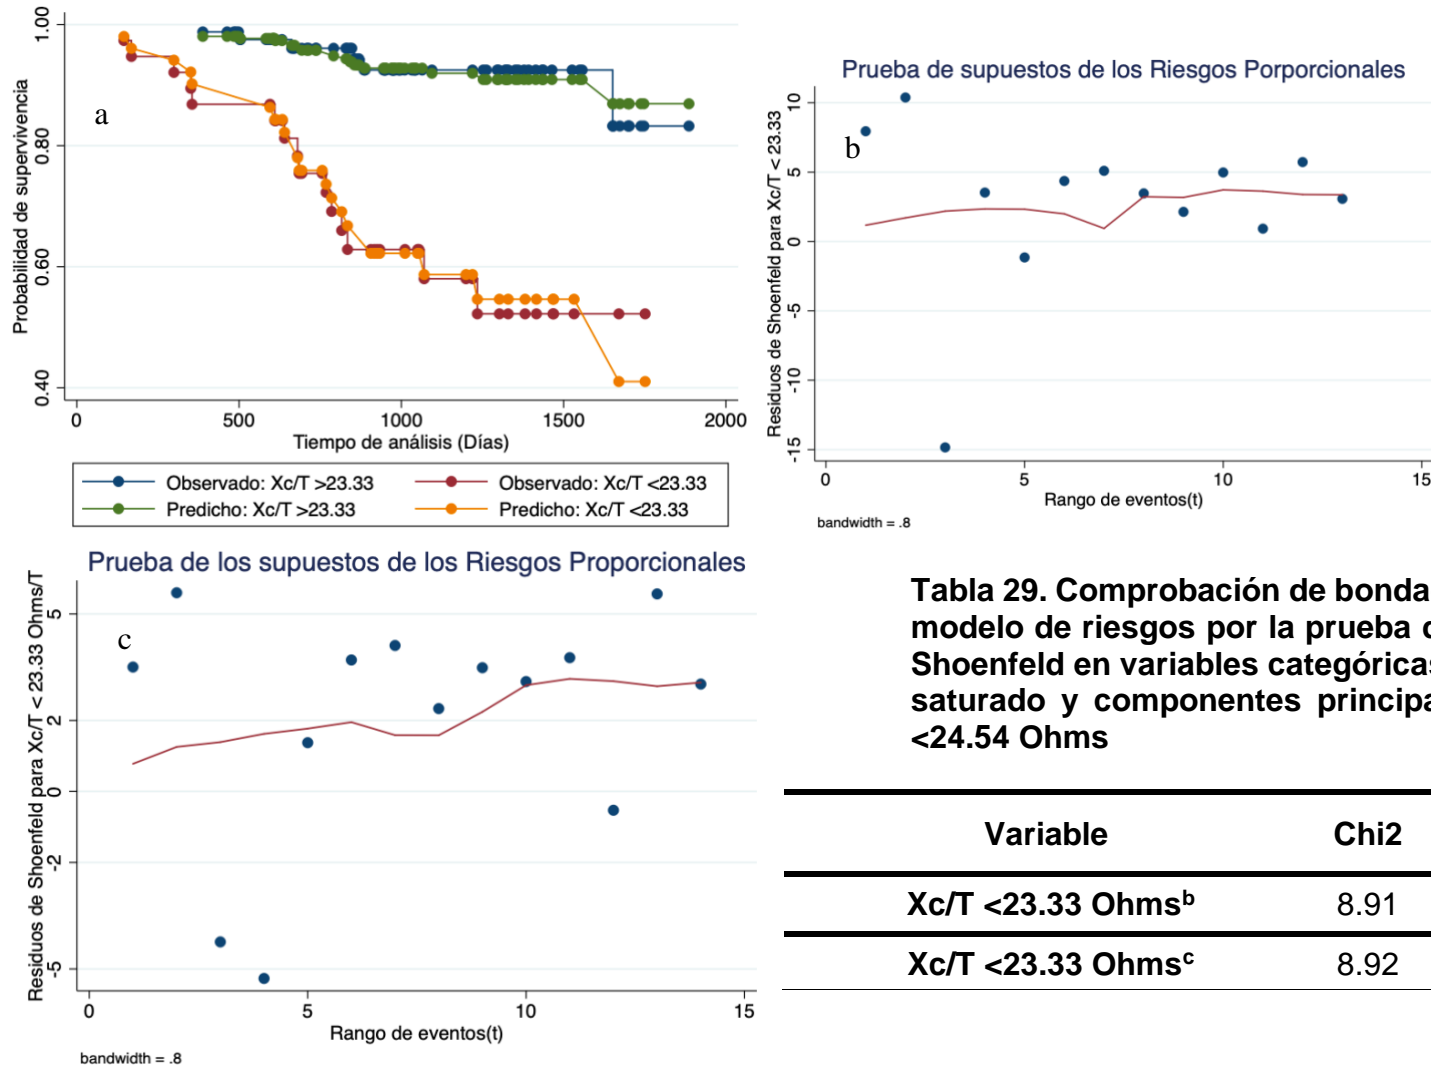 a
Probabilidad de supervivencia
1.00
0.80
0.60
0.40
0
500
1000
1500
2000
Tiempo de análisis (Días)
Observado: Xc/T >23.33
Observado: Xc/T <23.33
Predicho: Xc/T >23.33
Predicho: Xc/T <23.33
Prueba de supuestos de los Riesgos Porporcionales
b
Residuos de Shoenfeld para Xc/T < 23.33
10
5
0
-5
-10
-15
0
5
10
15
Rango de eventos(t)
bandwidth = .8
Prueba de los supuestos de los Riesgos Proporcionales
c
Residuos de Shoenfeld para Xc/T < 23.33 Ohms/T
5
2
0
-2
-5
0
5
10
15
Rango de eventos(t)
bandwidth = .8
Tabla 29. Comprobación de bonda
modelo de riesgos por la prueba
Shoenfeld en variables categóricas
saturado y componentes principa
<24.54 Ohms
Variable Chi2
Xc/T <23.33 Ohmsᵇ 8.91
Xc/T <23.33 Ohmsᶜ 8.92